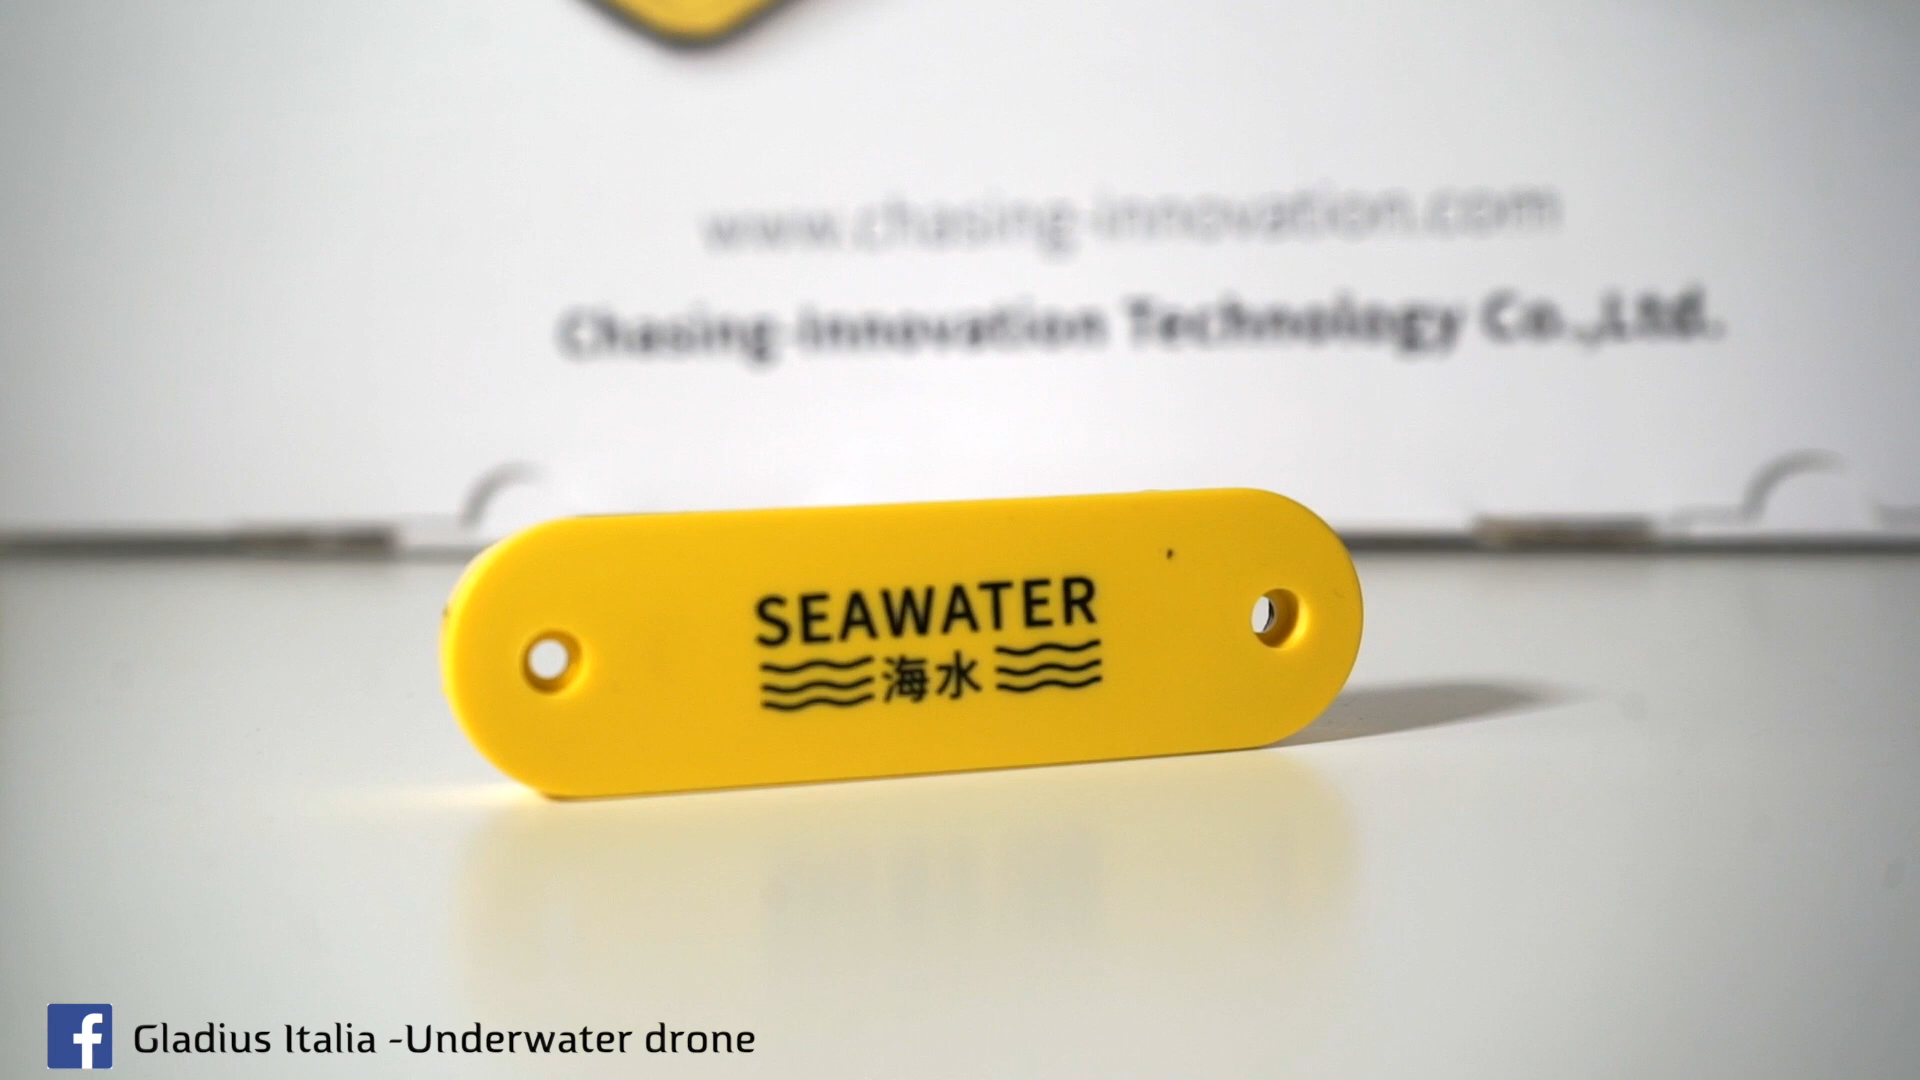 www.chasing-innovation.com
Chasing-Innovation Technology Co.,Ltd.
SEAWATER
海水
Gladius Italia -Underwater drone